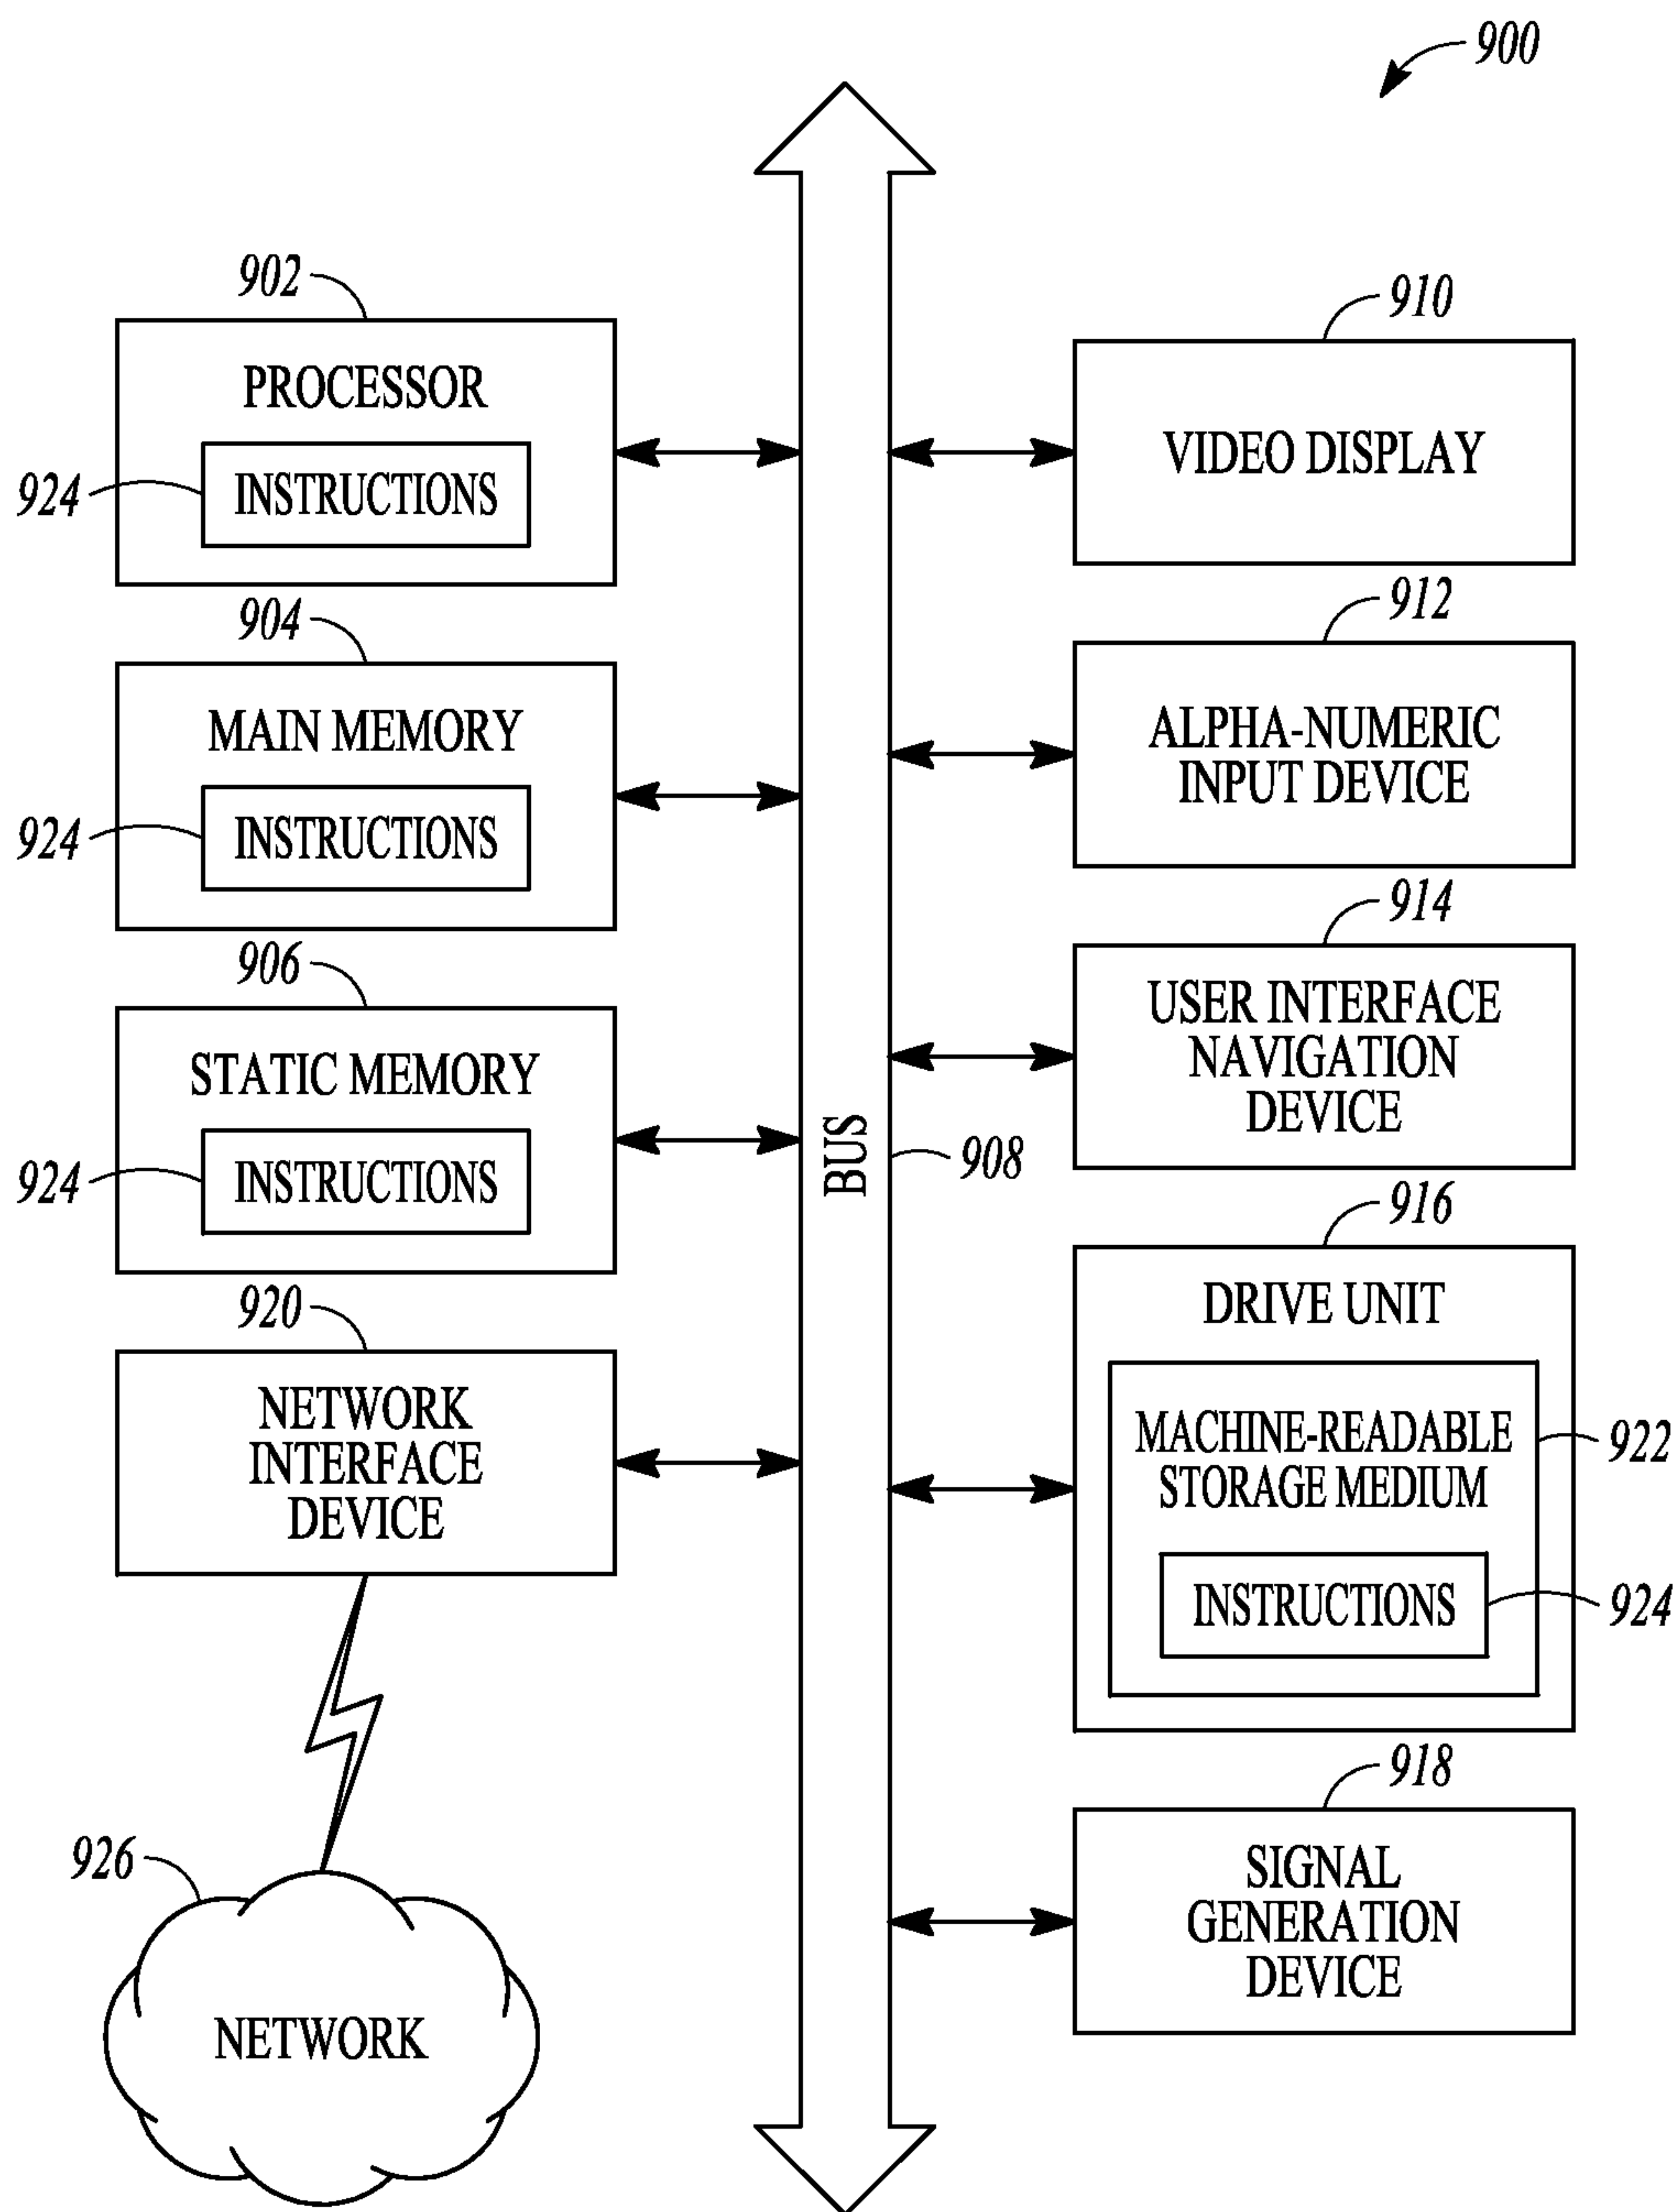 900
902
PROCESSOR
924
INSTRUCTIONS
904
MAIN MEMORY
924
INSTRUCTIONS
906
STATIC MEMORY
924
INSTRUCTIONS
920
NETWORK
INTERFACE
DEVICE
926
NETWORK
BUS
908
910
VIDEO DISPLAY
912
ALPHA-NUMERIC
INPUT DEVICE
914
USER INTERFACE
NAVIGATION
DEVICE
916
DRIVE UNIT
MACHINE-READABLE
STORAGE MEDIUM
922
INSTRUCTIONS
924
918
SIGNAL
GENERATION
DEVICE